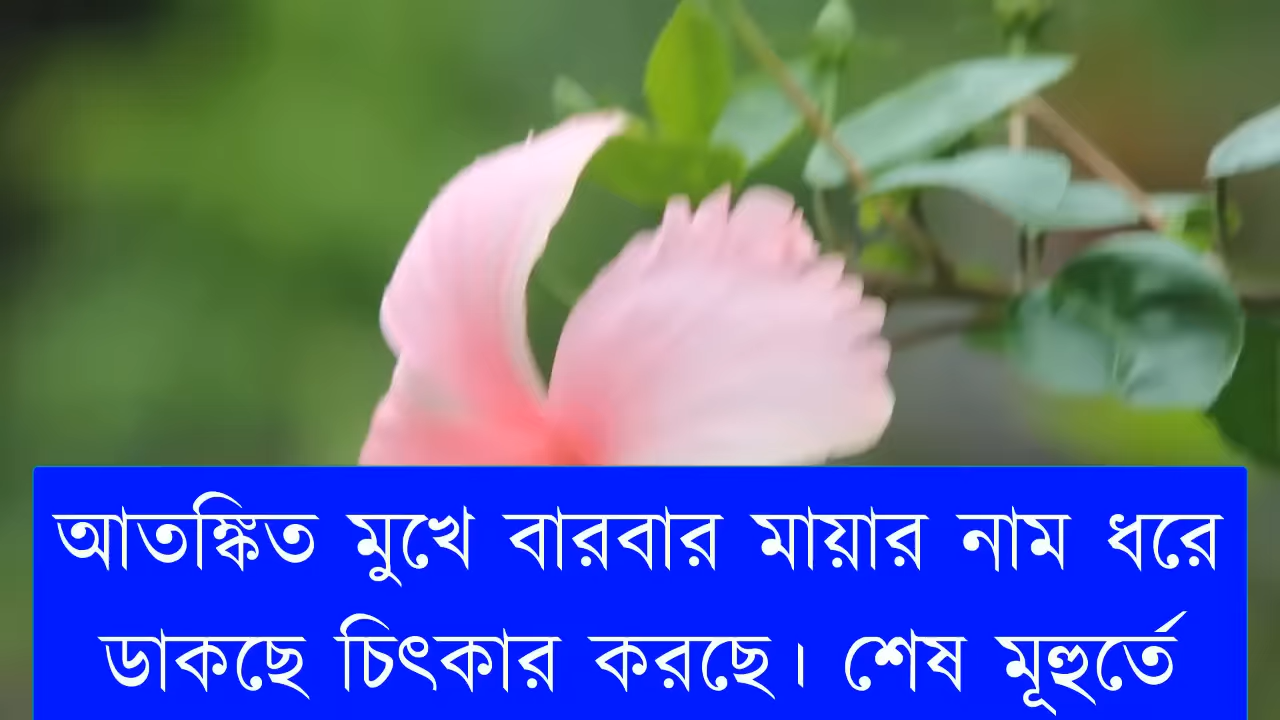 আতঙ্কিত মুখে বারবার মায়ার নাম ধরে
ডাকছে চিৎকার করছে। শেষ মূহুর্তে